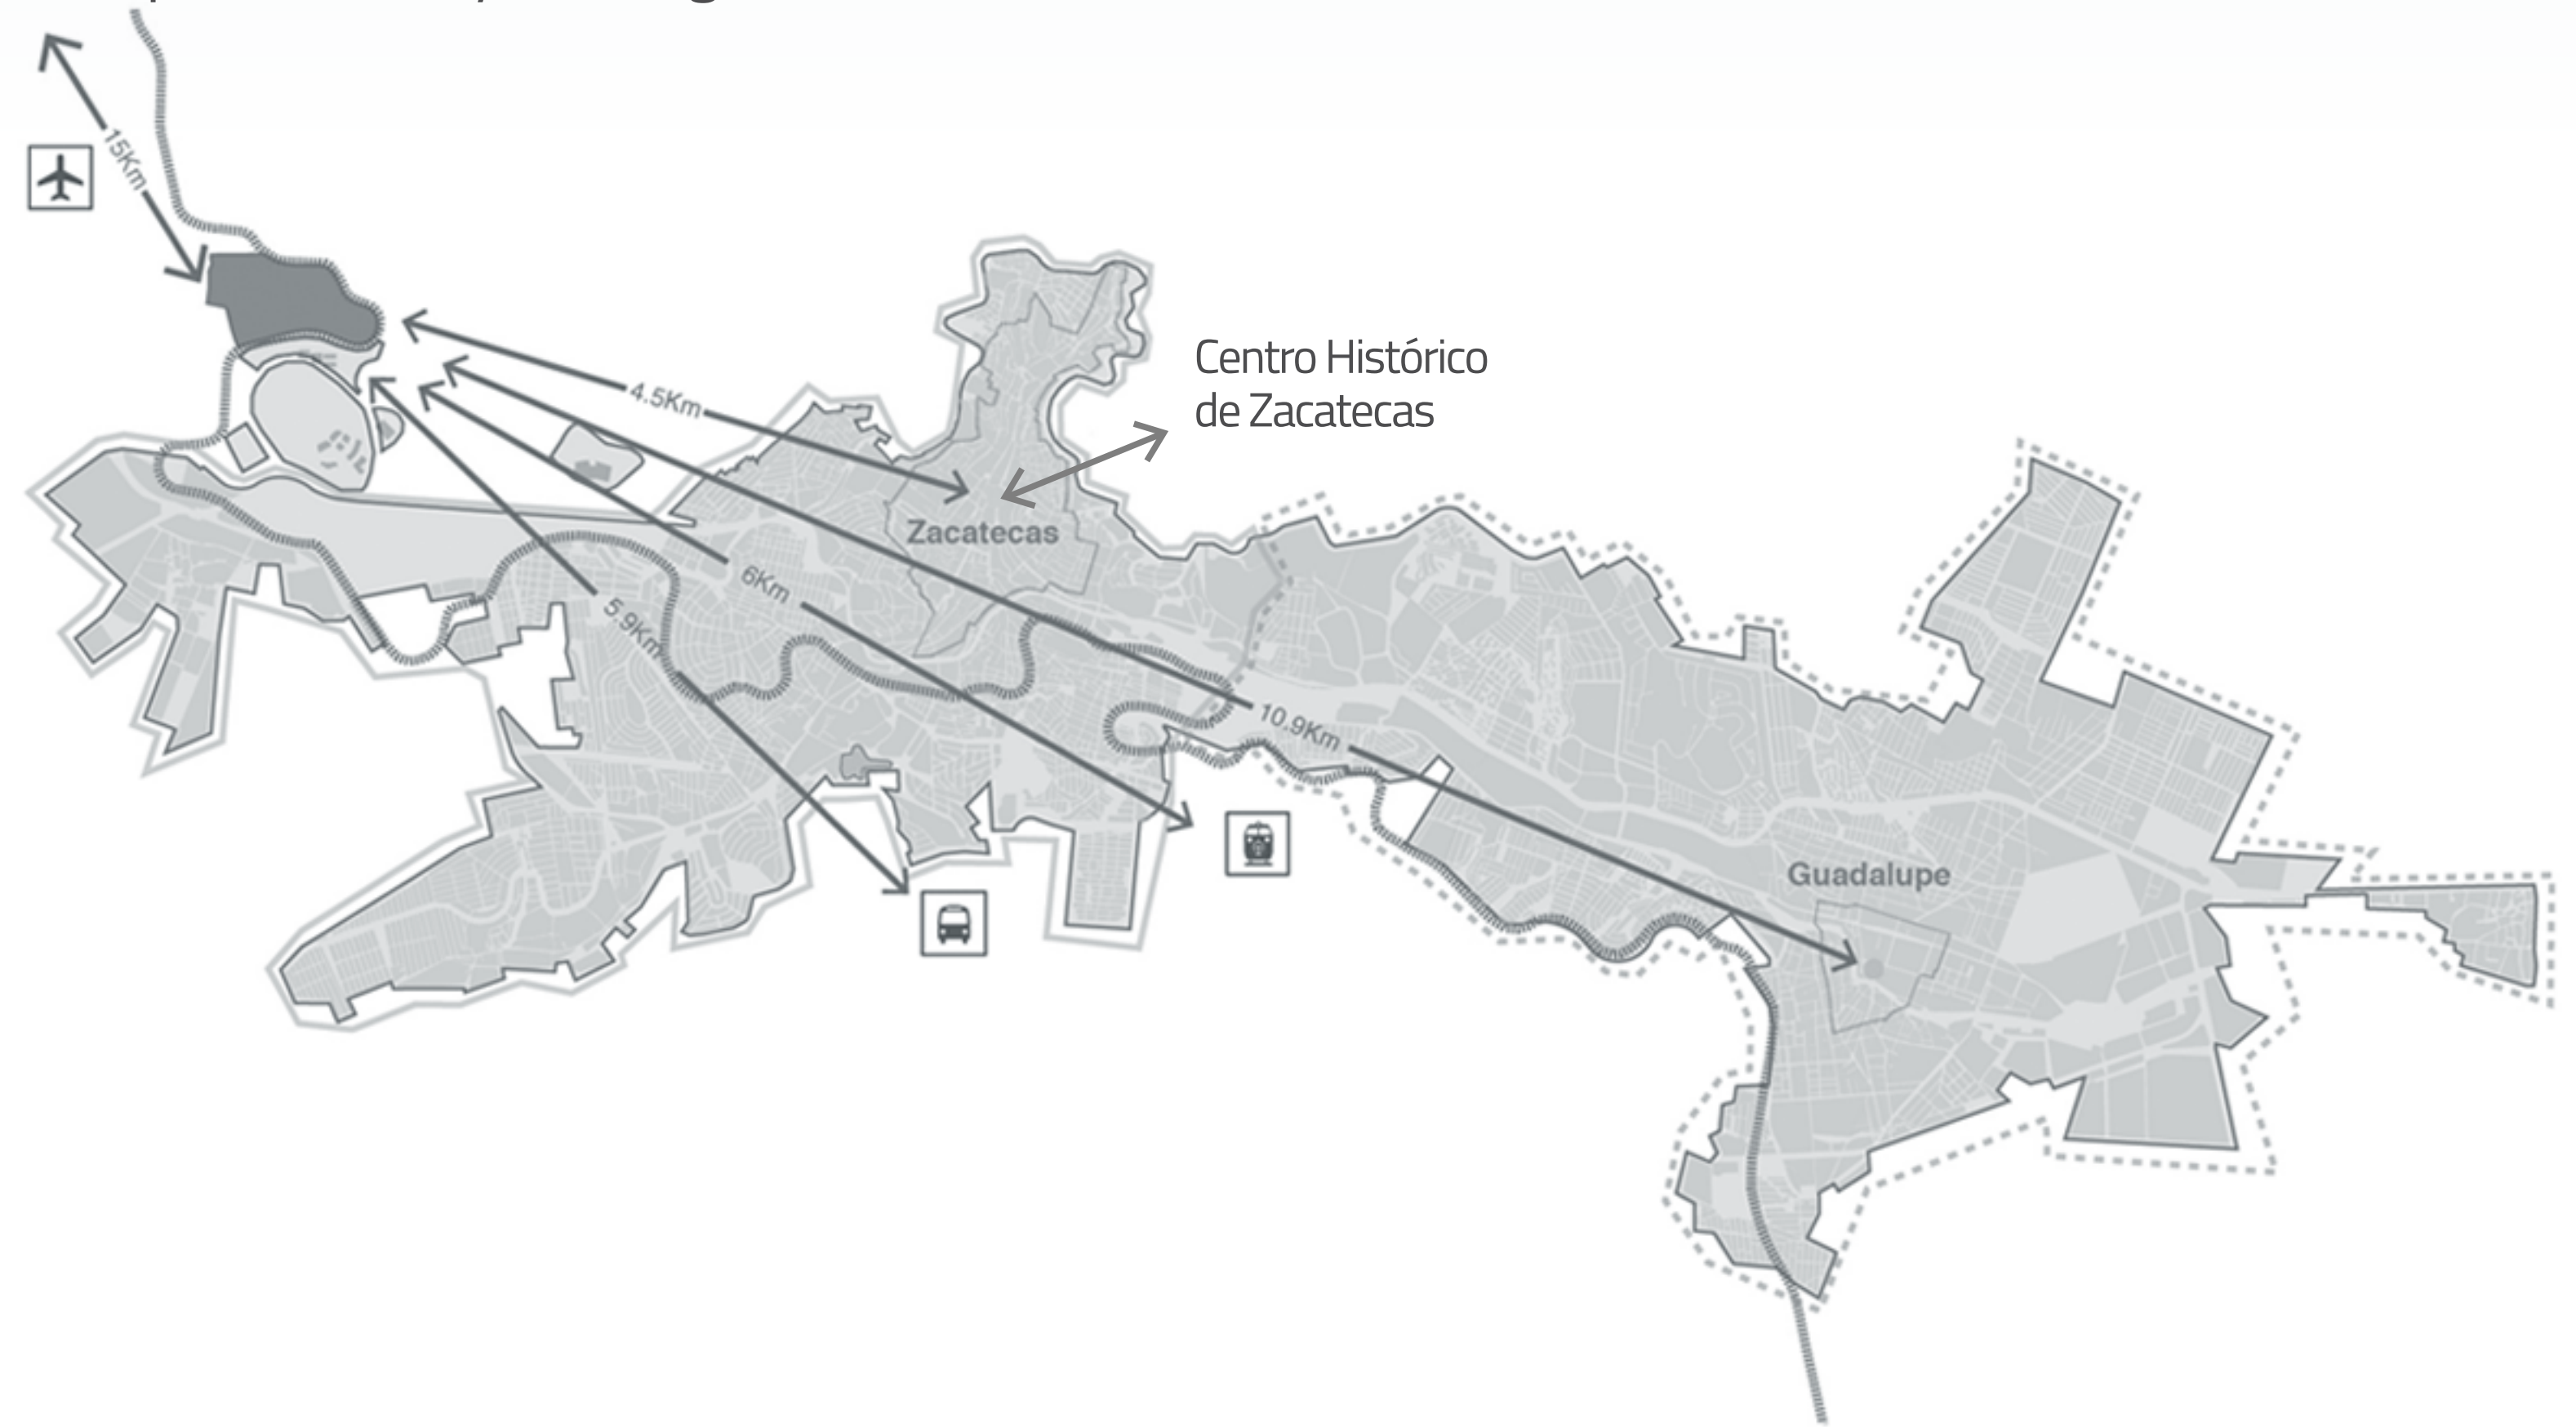 15Km
4.5Km
Centro Histórico
de Zacatecas
Zacatecas
6Km
5.9Km
10.9Km
Guadalupe